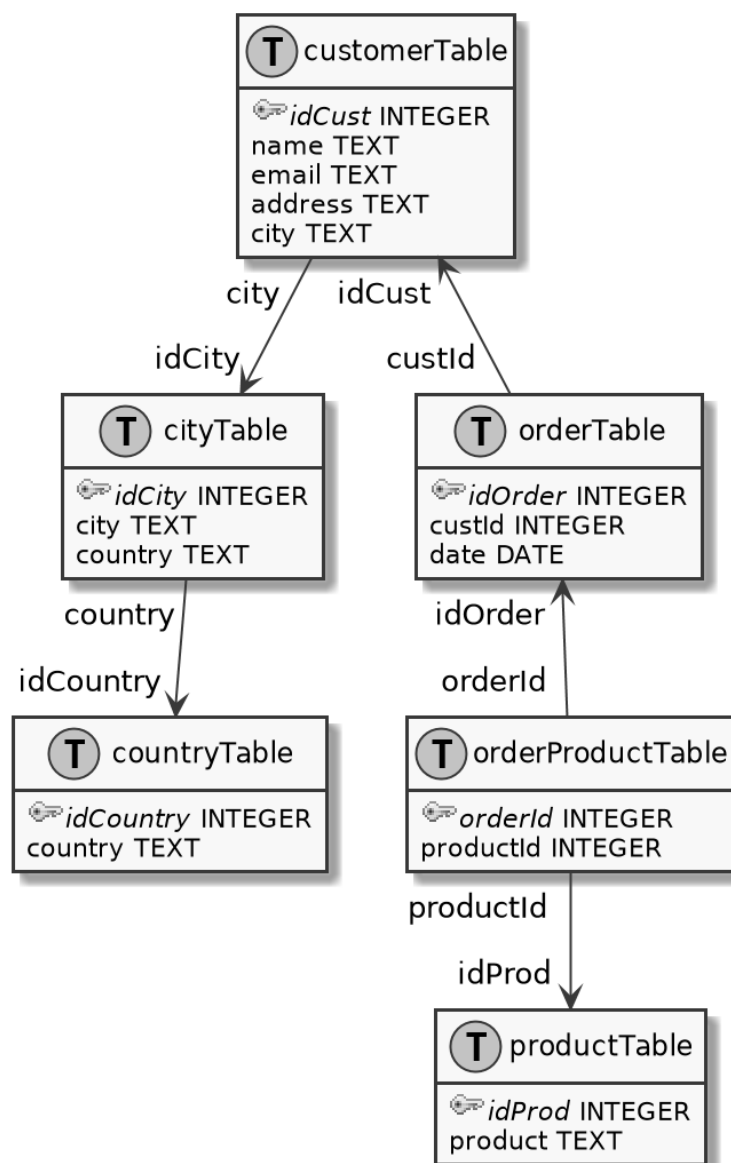 T customerTable
idCust INTEGER
name TEXT
email TEXT
address TEXT
city TEXT
city
idCust
idCity
custId
T cityTable
idCity INTEGER
city TEXT
country TEXT
T orderTable
idOrder INTEGER
custId INTEGER
date DATE
country
idOrder
idCountry
orderId
T countryTable
idCountry INTEGER
country TEXT
T orderProductTable
orderId INTEGER
productId INTEGER
productId
idProd
T productTable
idProd INTEGER
product TEXT